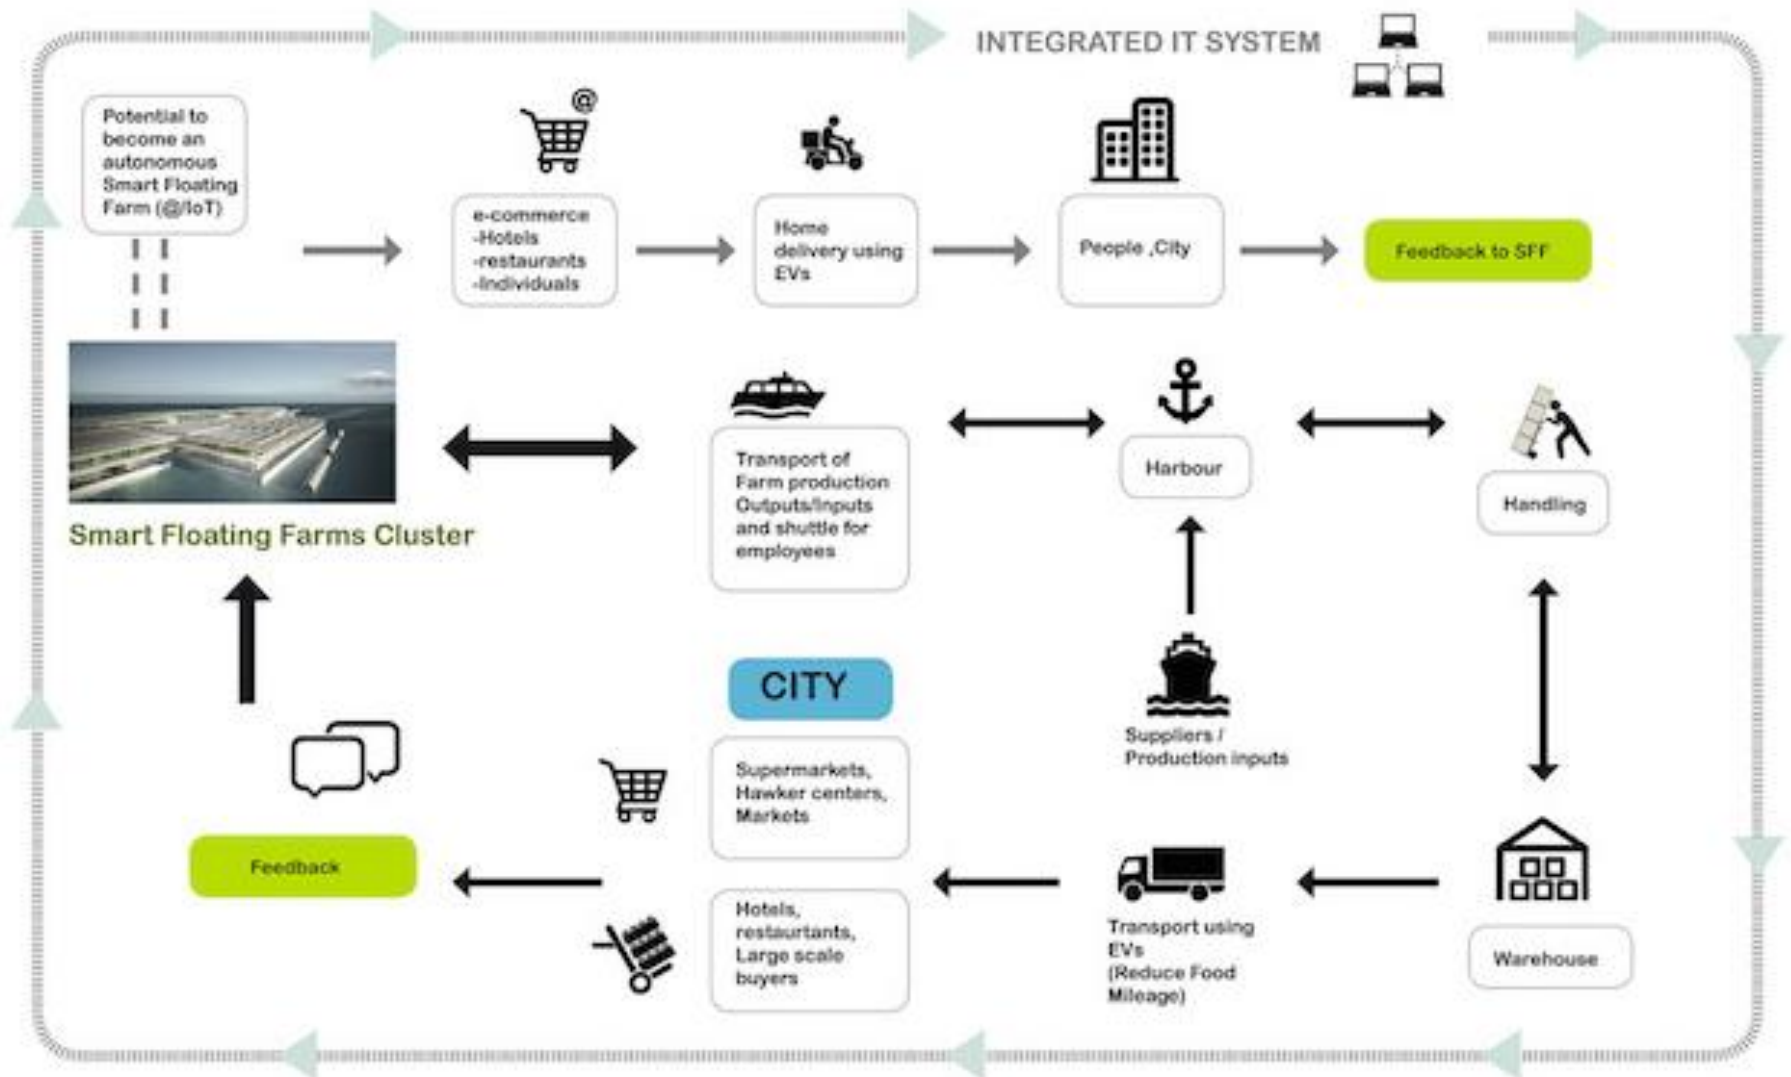 INTEGRATED IT SYSTEM
Potential to
become an
autonomous
Smart Floating
Farm (@/IoT)
@
e-commerce
-Hotels
-restaurants
-Individuals
Home
delivery using
EVs
People ,City
Feedback to SFF
Smart Floating Farms Cluster
Transport of
Farm production
Outputs/Inputs
and shuttle for
employees
Harbour
Handling
Suppliers /
Production inputs
CITY
Supermarkets,
Hawker centers,
Markets
Hotels,
restaurtants,
Large scale
buyers
Feedback
Transport using
EVs
(Reduce Food
Mileage)
Warehouse